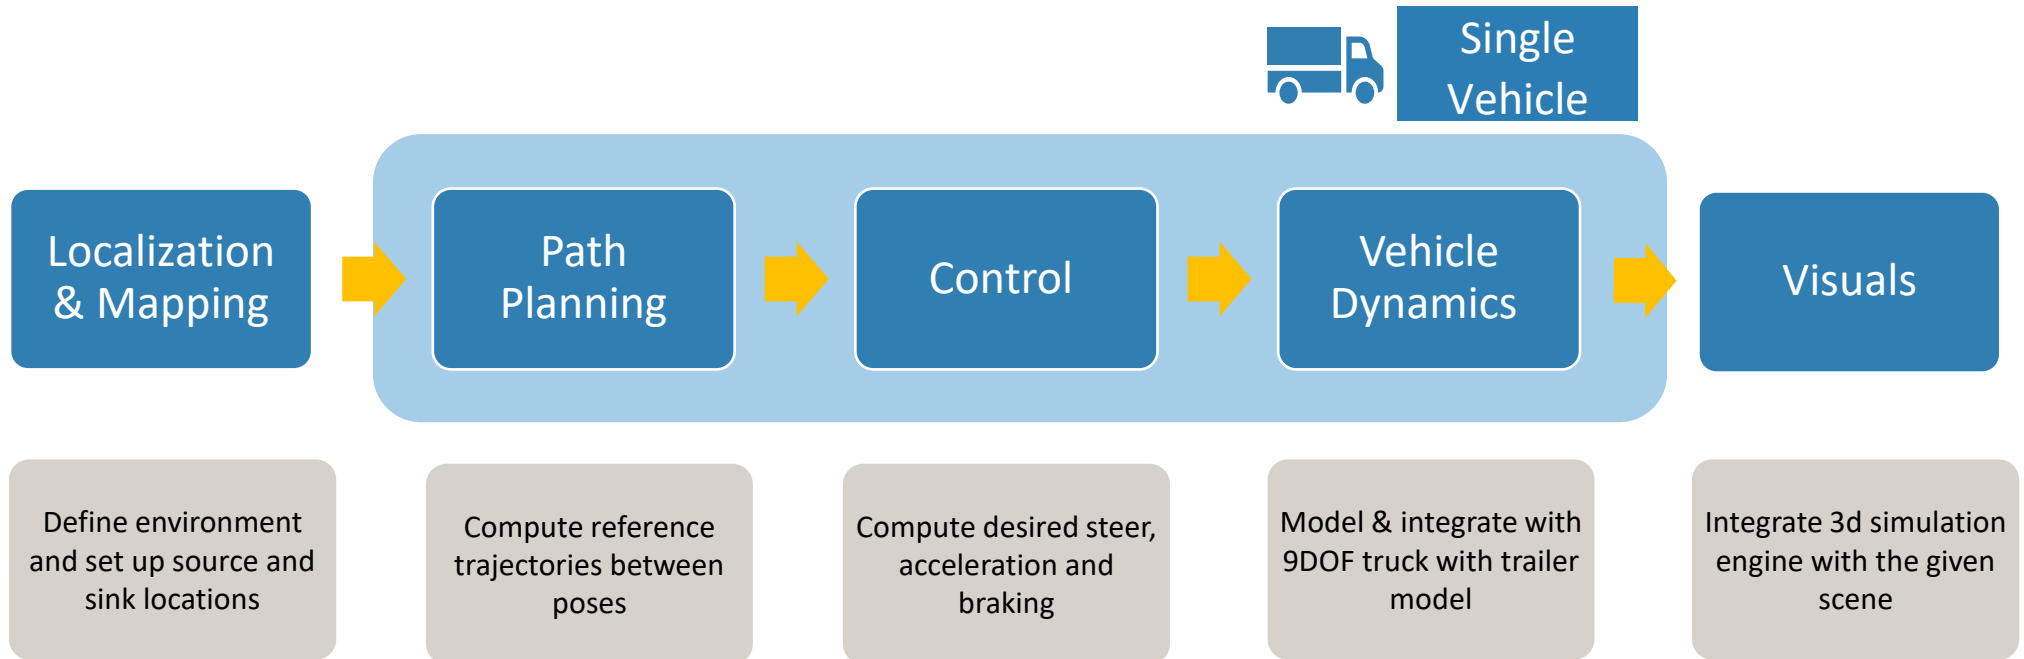 Single
Vehicle
Localization
& Mapping
Path
Planning
Control
Vehicle
Dynamics
Visuals
Define environment
and set up source and
sink locations
Compute reference
trajectories between
poses
Compute desired steer,
acceleration and
braking
Model & integrate with
9DOF truck with trailer
model
Integrate 3d simulation
engine with the given
scene